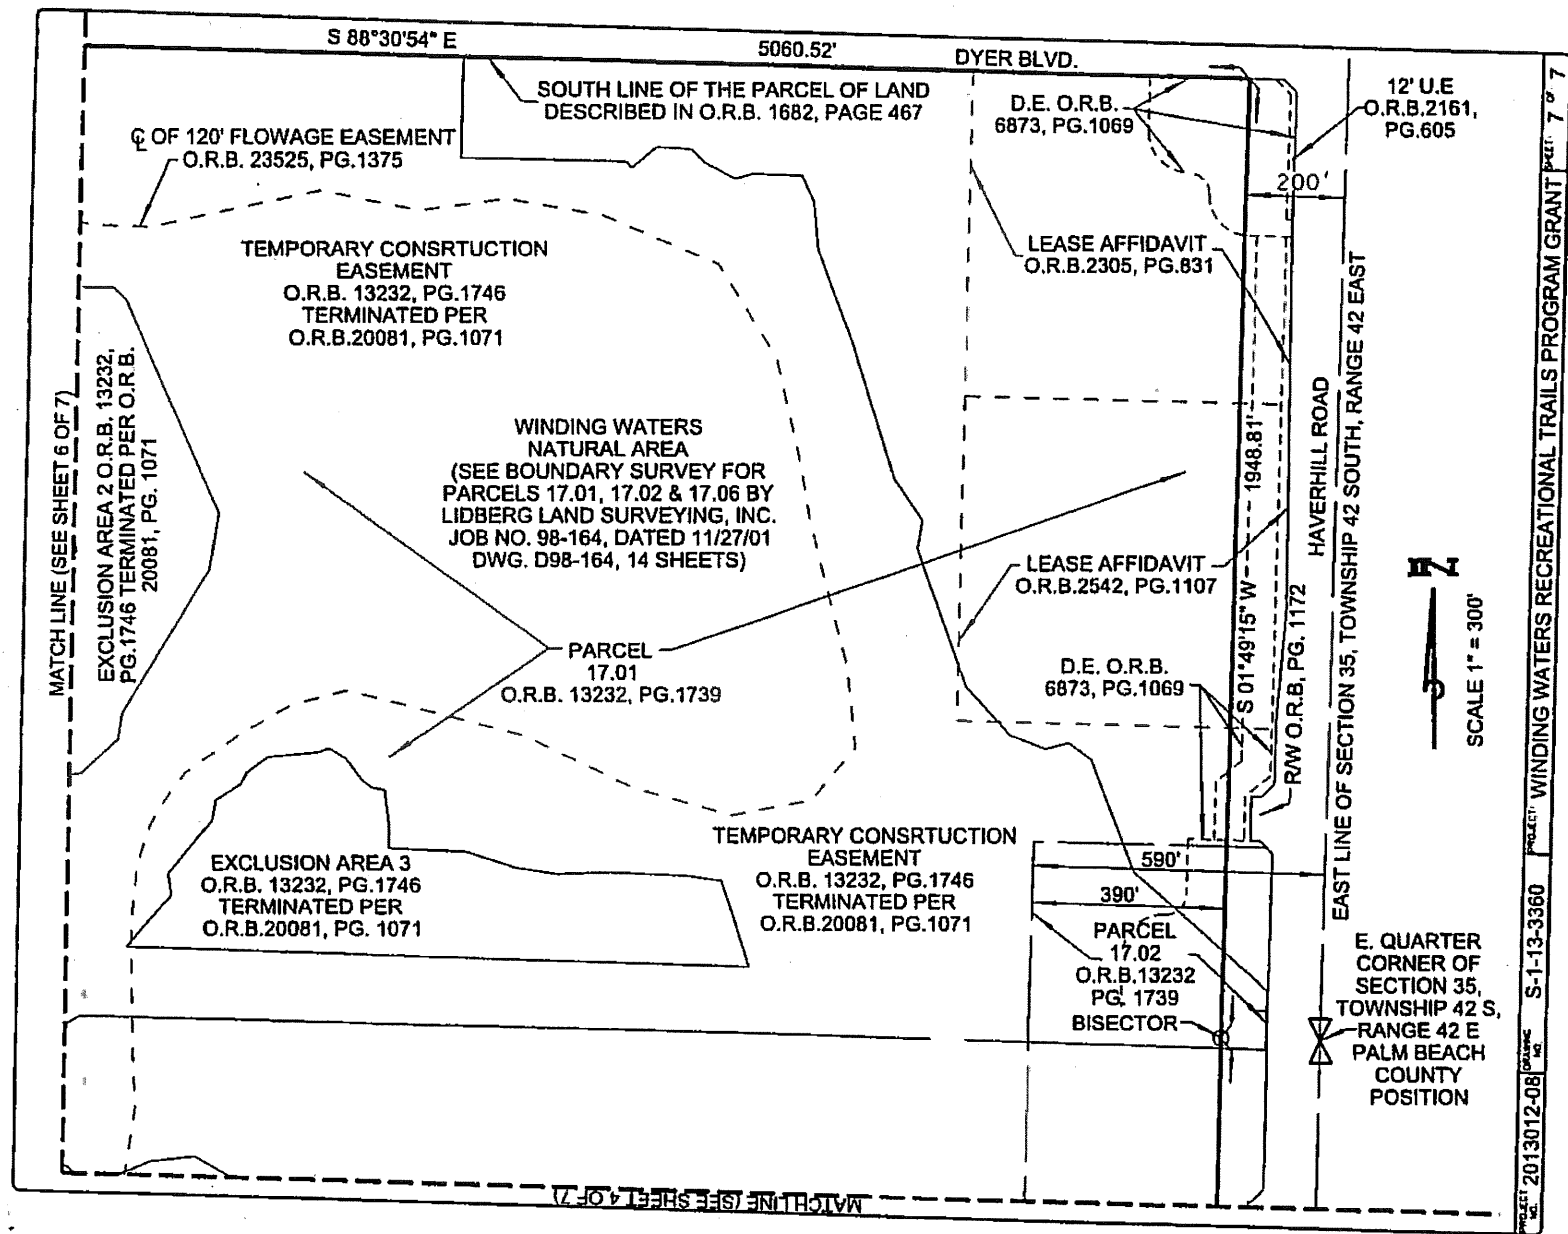 S 88°30'54" E
5060.52'
DYER BLVD.
SOUTH LINE OF THE PARCEL OF LAND
DESCRIBED IN O.R.B. 1682, PAGE 467
℄ OF 120' FLOWAGE EASEMENT
O.R.B. 23525, PG.1375
D.E. O.R.B.
6873, PG.1069
12' U.E
O.R.B.2161,
PG.605
200'
TEMPORARY CONSRTUCTION
EASEMENT
O.R.B. 13232, PG.1746
TERMINATED PER
O.R.B.20081, PG.1071
LEASE AFFIDAVIT
O.R.B.2305, PG.831
MATCH LINE (SEE SHEET 6 OF 7)
EXCLUSION AREA 2 O.R.B. 13232,
PG.1746 TERMINATED PER O.R.B.
20081, PG. 1071
WINDING WATERS
NATURAL AREA
(SEE BOUNDARY SURVEY FOR
PARCELS 17.01, 17.02 & 17.06 BY
LIDBERG LAND SURVEYING, INC.
JOB NO. 98-164, DATED 11/27/01
DWG. D98-164, 14 SHEETS)
LEASE AFFIDAVIT
O.R.B.2542, PG.1107
S 01°49'15" W
1948.81'
R/W O.R.B, PG. 1172
HAVERHILL ROAD
EAST LINE OF SECTION 35, TOWNSHIP 42 SOUTH, RANGE 42 EAST
N
SCALE 1" = 300'
PARCEL
17.01
O.R.B. 13232, PG.1739
D.E. O.R.B.
6873, PG.1069
EXCLUSION AREA 3
O.R.B. 13232, PG.1746
TERMINATED PER
O.R.B.20081, PG. 1071
TEMPORARY CONSRTUCTION
EASEMENT
O.R.B. 13232, PG.1746
TERMINATED PER
O.R.B.20081, PG.1071
590'
390'
PARCEL
17.02
O.R.B.13232
PG. 1739
BISECTOR
E. QUARTER
CORNER OF
SECTION 35,
TOWNSHIP 42 S,
RANGE 42 E
PALM BEACH
COUNTY
POSITION
MATCHLINE (SEE SHEET 4 OF 7)
PROJECT NO. 2013012-08
DRAWING NO. S-1-13-3360
PROJECT: WINDING WATERS RECREATIONAL TRAILS PROGRAM GRANT
SHEET: 7 OF 7